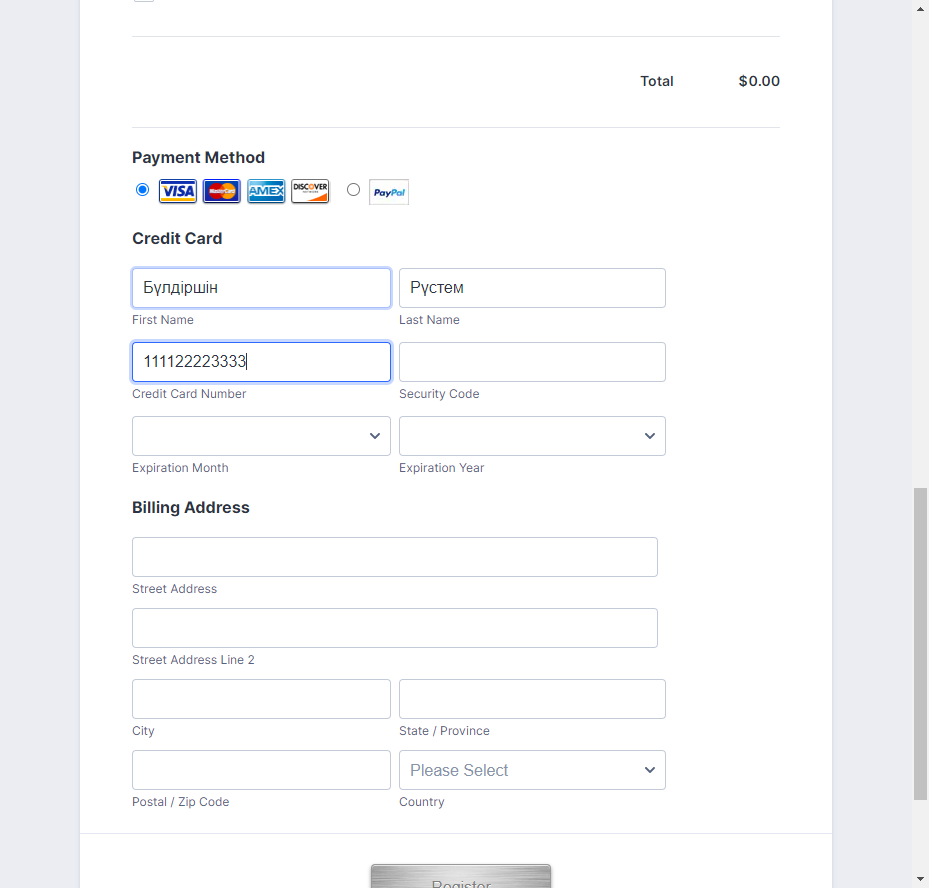 Total $0.00
Payment Method
VISA MasterCard AMEX DISCOVER PayPal
Credit Card
Бүлдіршін Рүстем
First Name Last Name
111122223333
Credit Card Number Security Code
Expiration Month Expiration Year
Billing Address
Street Address
Street Address Line 2
City State / Province
Please Select
Postal / Zip Code Country
Register